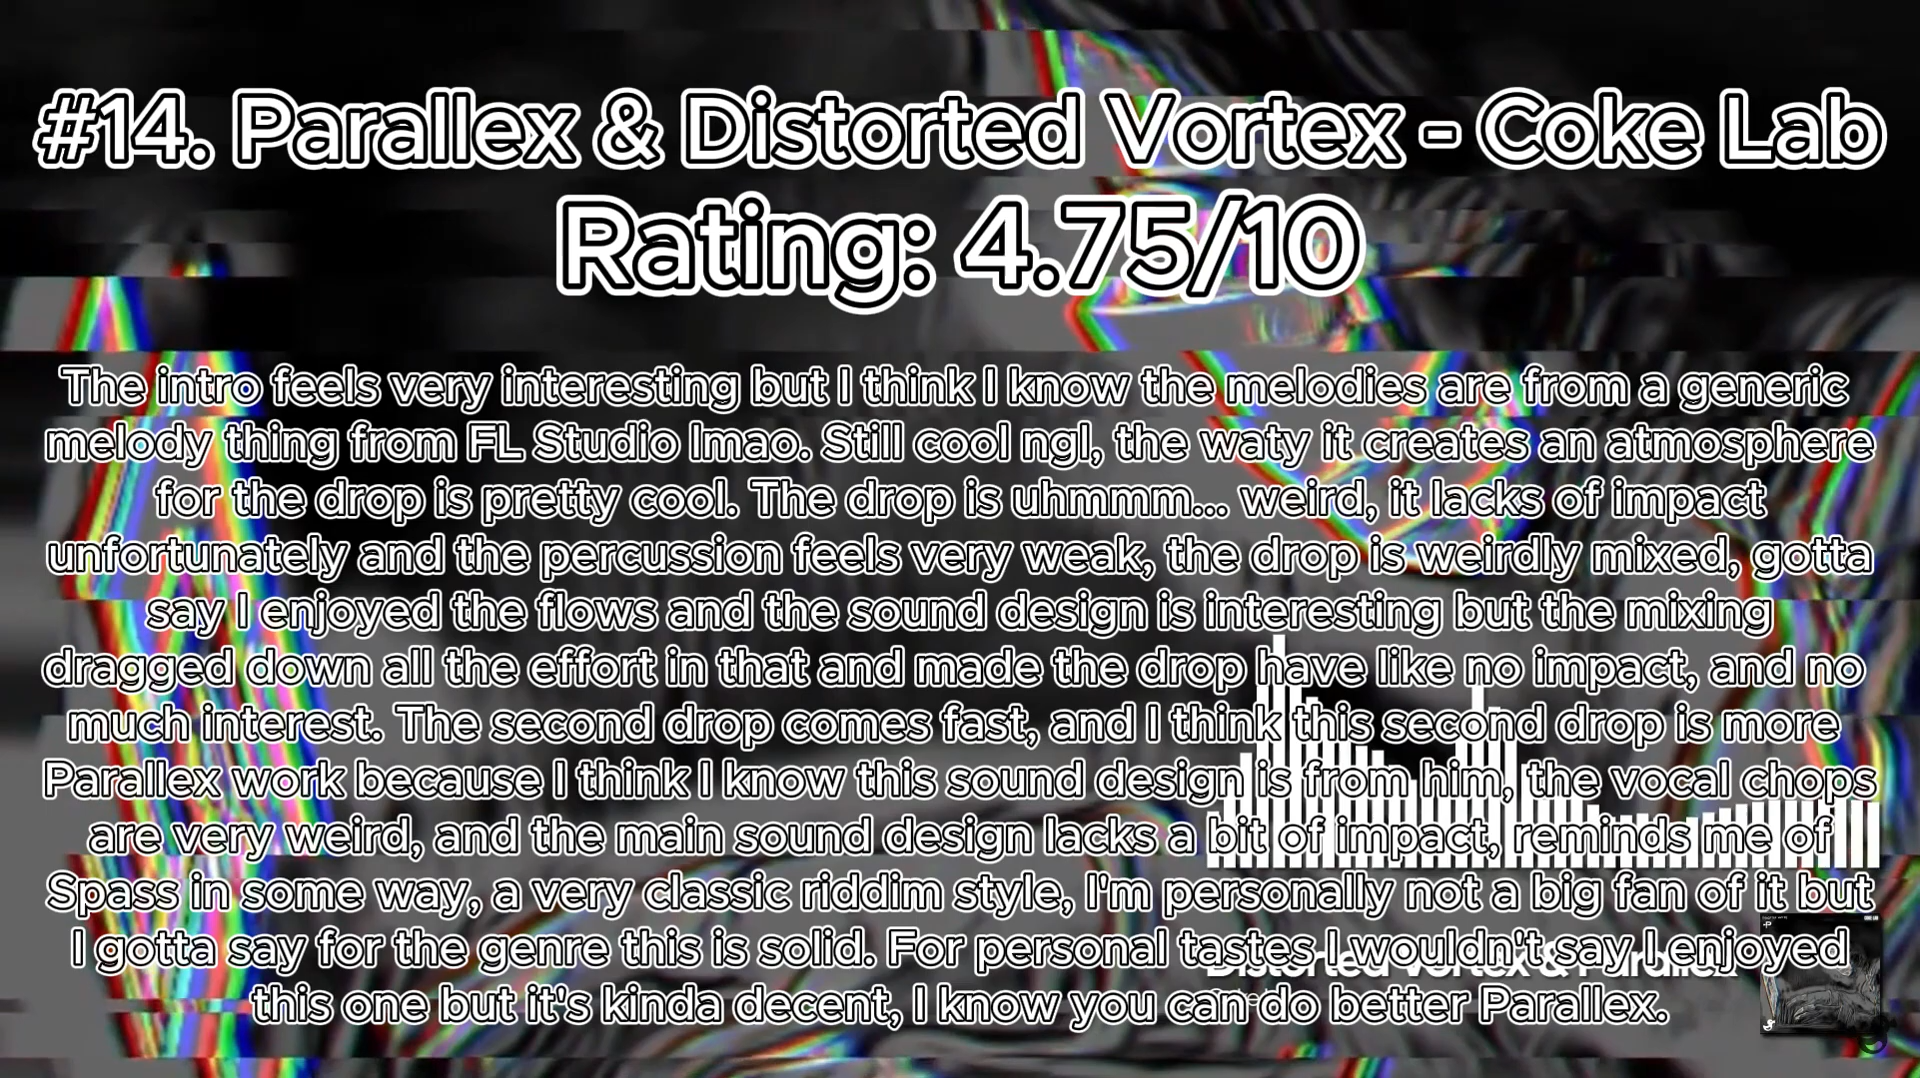 #14. Parallex & Distorted Vortex - Coke Lab
Rating: 4.75/10
The intro feels very interesting but I think I know the melodies are from a generic
melody thing from FL Studio lmao. Still cool ngl, the waty it creates an atmosphere
for the drop is pretty cool. The drop is uhmmm... weird, it lacks of impact
unfortunately and the percussion feels very weak, the drop is weirdly mixed, gotta
say I enjoyed the flows and the sound design is interesting but the mixing
dragged down all the effort in that and made the drop have like no impact, and no
much interest. The second drop comes fast, and I think this second drop is more
Parallex work because I think I know this sound design is from him, the vocal chops
are very weird, and the main sound design lacks a bit of impact, reminds me of
Spass in some way, a very classic riddim style, I'm personally not a big fan of it but
I gotta say for the genre this is solid. For personal tastes I wouldn't say I enjoyed
this one but it's kinda decent, I know you can do better Parallex.
Distorted Vortex & Parallex